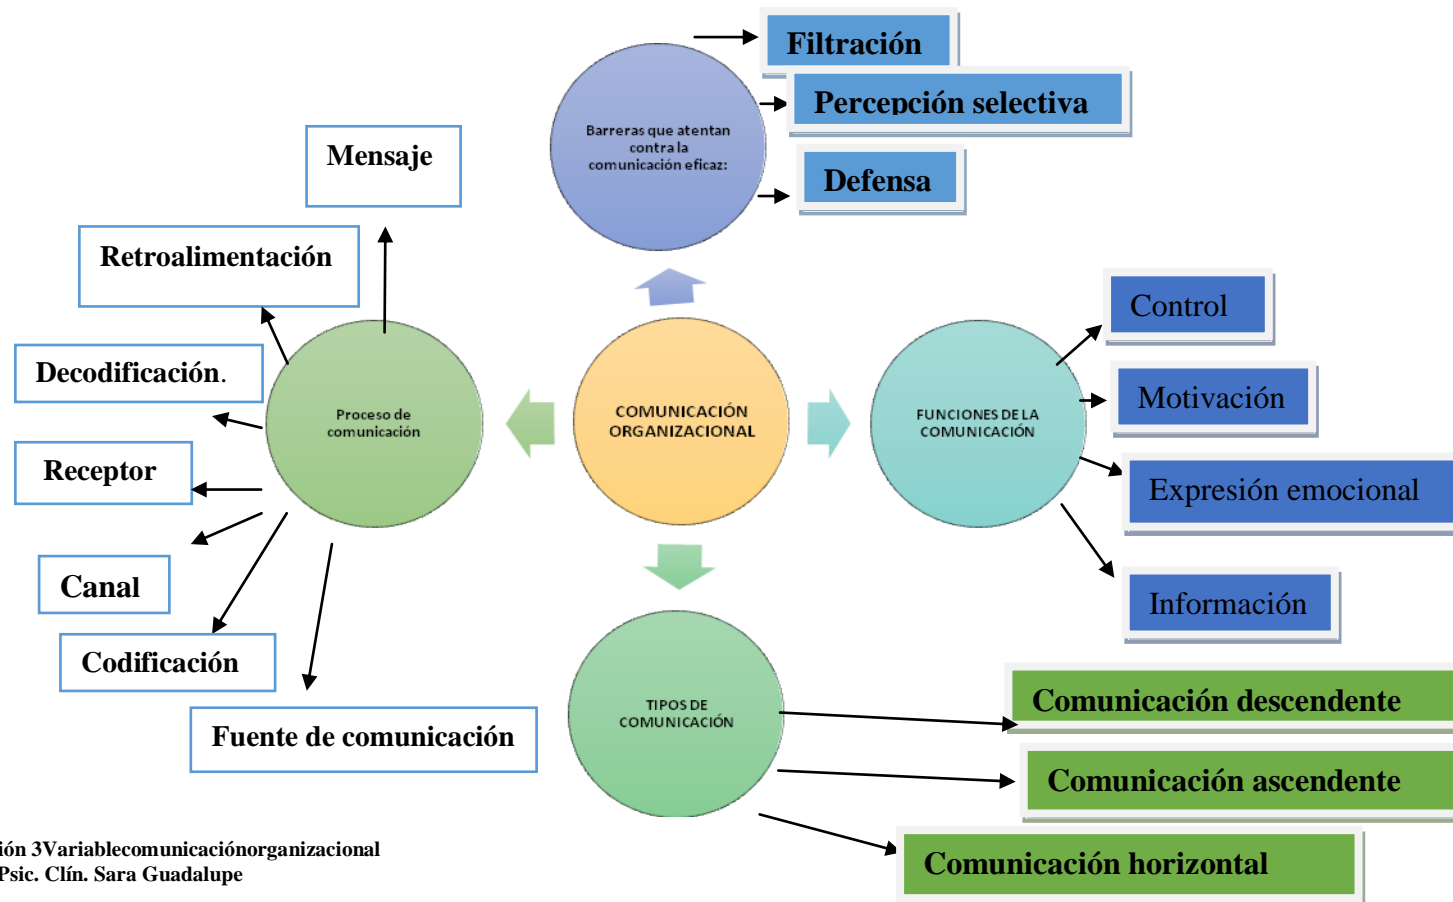 Filtración
Percepción selectiva
Defensa
Barreras que atentan
contra la
comunicación eficaz:
Mensaje
Retroalimentación
Decodificación.
Receptor
Canal
Codificación
Fuente de comunicación
Proceso de
comunicación
COMUNICACIÓN
ORGANIZACIONAL
FUNCIONES DE LA
COMUNICACIÓN
Control
Motivación
Expresión emocional
Información
TIPOS DE
COMUNICACIÓN
Comunicación descendente
Comunicación ascendente
Comunicación horizontal
ión 3Variablecomunicaciónorganizacional
Psic. Clín. Sara Guadalupe